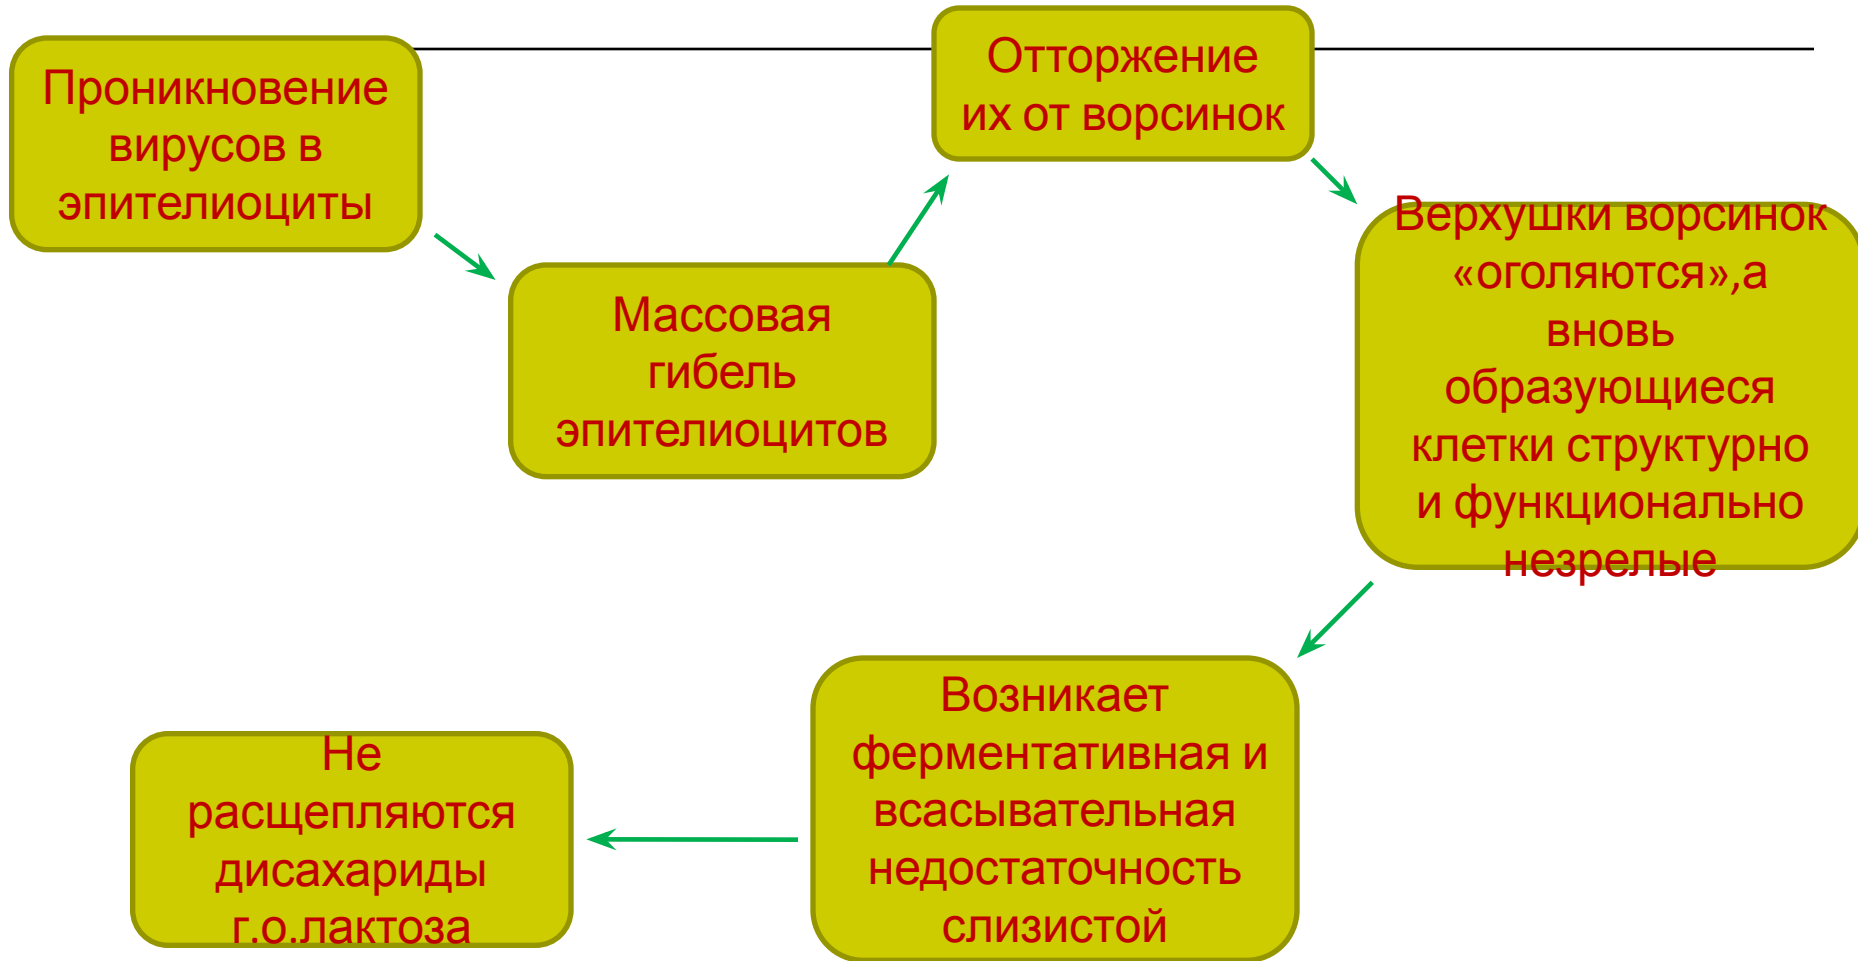 Проникновение
вирусов в
эпителиоциты
Массовая
гибель
эпителиоцитов
Отторжение
их от ворсинок
Верхушки ворсинок
«оголяются»,а
вновь
образующиеся
клетки структурно
и функционально
незрелые
Возникает
ферментативная и
всасывательная
недостаточность
слизистой
Не
расщепляются
дисахариды
г.о.лактоза